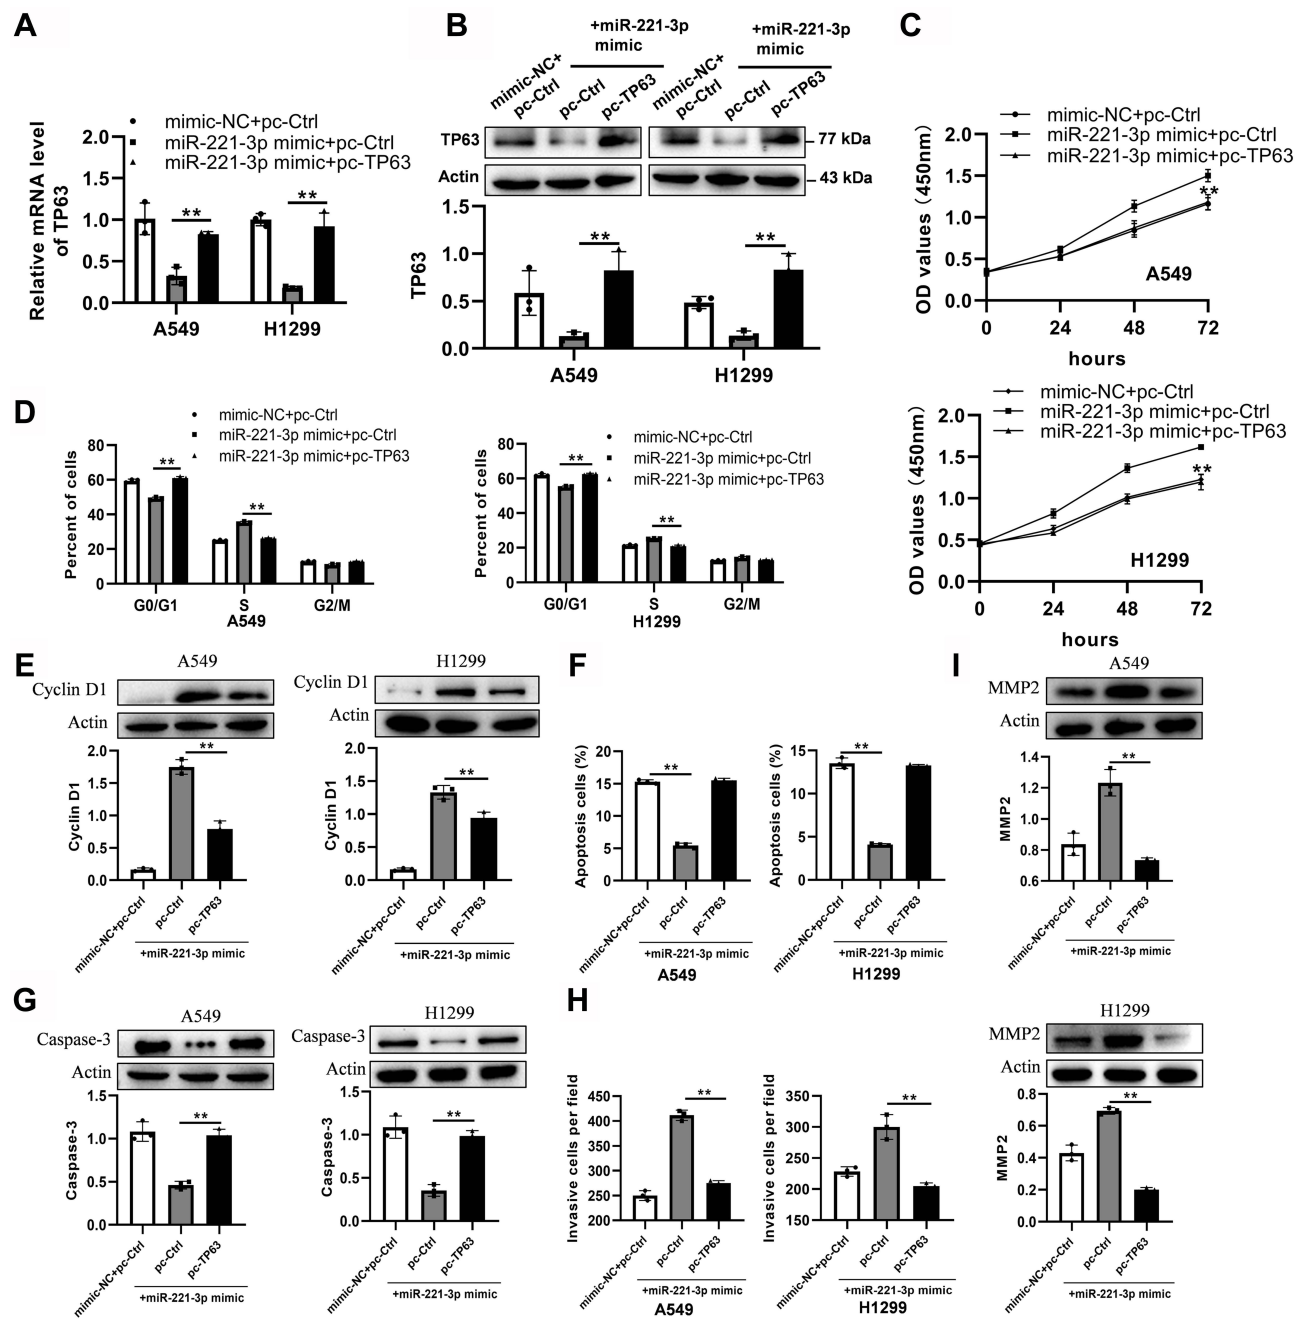 A
mimic-NC+pc-Ctrl
miR-221-3p mimic+pc-Ctrl
miR-221-3p mimic+pc-TP63
Relative mRNA level
of TP63
2.0
1.5
1.0
0.5
0.0
**
**
A549
H1299
B
+miR-221-3p
mimic
+miR-221-3p
mimic
mimic-NC+
pc-Ctrl
pc-Ctrl
pc-TP63
mimic-NC+
pc-Ctrl
pc-Ctrl
pc-TP63
TP63
77 kDa
Actin
43 kDa
TP63
1.5
1.0
0.5
0.0
**
**
A549
H1299
C
mimic-NC+pc-Ctrl
miR-221-3p mimic+pc-Ctrl
miR-221-3p mimic+pc-TP63
OD values (450nm)
2.0
1.5
1.0
0.5
0.0
**
A549
0 24 48 72
hours
mimic-NC+pc-Ctrl
miR-221-3p mimic+pc-Ctrl
miR-221-3p mimic+pc-TP63
OD values (450nm)
2.0
1.5
1.0
0.5
0.0
**
H1299
0 24 48 72
hours
D
mimic-NC+pc-Ctrl
miR-221-3p mimic+pc-Ctrl
miR-221-3p mimic+pc-TP63
Percent of cells
80
60
40
20
0
**
**
G0/G1 S G2/M
A549
mimic-NC+pc-Ctrl
miR-221-3p mimic+pc-Ctrl
miR-221-3p mimic+pc-TP63
Percent of cells
80
60
40
20
0
**
**
G0/G1 S G2/M
H1299
E
A549
Cyclin D1
Actin
Cyclin D1
2.0
1.5
1.0
0.5
0.0
**
mimic-NC+pc-Ctrl
pc-Ctrl
pc-TP63
+miR-221-3p mimic
H1299
Cyclin D1
Actin
Cyclin D1
2.0
1.5
1.0
0.5
0.0
**
mimic-NC+pc-Ctrl
pc-Ctrl
pc-TP63
+miR-221-3p mimic
F
Apoptosis cells (%)
20
15
10
5
0
**
mimic-NC+pc-Ctrl
pc-Ctrl
pc-TP63
+miR-221-3p mimic
A549
Apoptosis cells (%)
15
10
5
0
**
mimic-NC+pc-Ctrl
pc-Ctrl
pc-TP63
+miR-221-3p mimic
H1299
I
A549
MMP2
Actin
MMP2
1.4
1.2
1.0
0.8
0.6
**
mimic-NC+pc-Ctrl
pc-Ctrl
pc-TP63
+miR-221-3p mimic
G
A549
Caspase-3
Actin
Caspase-3
1.5
1.0
0.5
0.0
**
mimic-NC+pc-Ctrl
pc-Ctrl
pc-TP63
+miR-221-3p mimic
H1299
Caspase-3
Actin
Caspase-3
1.5
1.0
0.5
0.0
**
mimic-NC+pc-Ctrl
pc-Ctrl
pc-TP63
+miR-221-3p mimic
H
Invasive cells per field
450
400
350
300
250
200
**
mimic-NC+pc-Ctrl
pc-Ctrl
pc-TP63
+miR-221-3p mimic
A549
Invasive cells per field
350
300
250
200
150
**
mimic-NC+pc-Ctrl
pc-Ctrl
pc-TP63
+miR-221-3p mimic
H1299
H1299
MMP2
Actin
MMP2
0.8
0.6
0.4
0.2
0.0
**
mimic-NC+pc-Ctrl
pc-Ctrl
pc-TP63
+miR-221-3p mimic